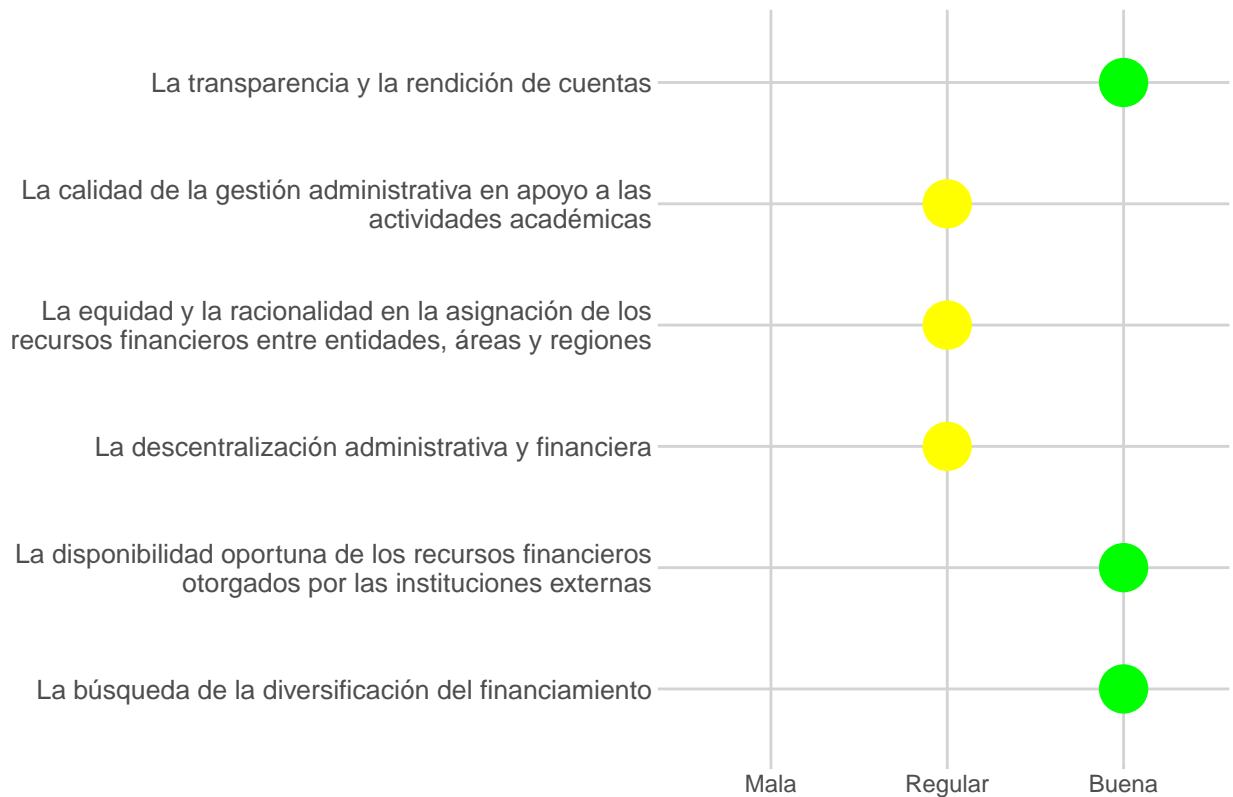 La transparencia y la rendición de cuentas
La calidad de la gestión administrativa en apoyo a las
actividades académicas
La equidad y la racionalidad en la asignación de los
recursos financieros entre entidades, áreas y regiones
La descentralización administrativa y financiera
La disponibilidad oportuna de los recursos financieros
otorgados por las instituciones externas
La búsqueda de la diversificación del financiamiento
Mala Regular Buena